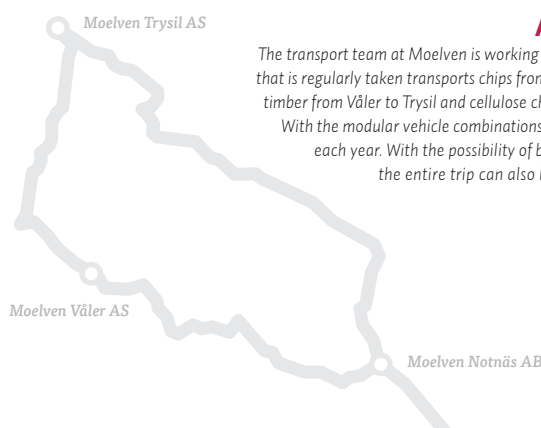 Moelven Trysil AS
The transport team at Moelven is working
that is regularly taken transports chips from
timber from Våler to Trysil and cellulose ch
With the modular vehicle combinations
each year. With the possibility of b
the entire trip can also
Moelven Våler AS
Moelven Notnäs AB